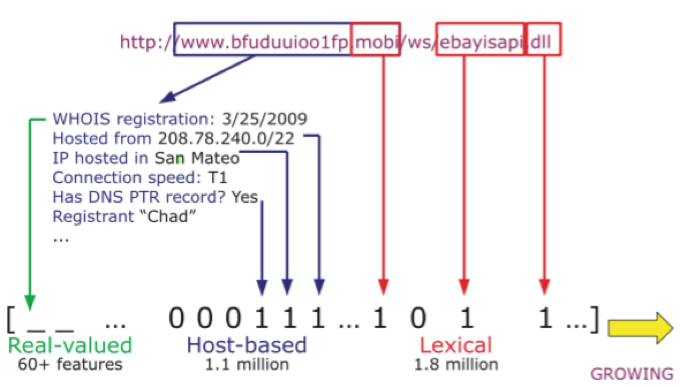 http://www.bfuduuioo1fp.mobi/ws/ebayisapi.dll
WHOIS registration: 3/25/2009
Hosted from 208.78.240.0/22
IP hosted in San Mateo
Connection speed: T1
Has DNS PTR record? Yes
Registrant “Chad”
...
[ _ _ ... 0 0 0 1 1 1 ... 1 0 1 1 ...]
Real-valued Host-based Lexical
60+ features 1.1 million 1.8 million
GROWING